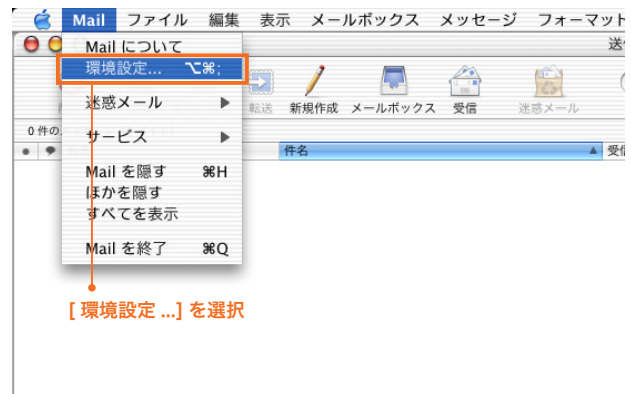 Mail ファイル 編集 表示 メールボックス メッセージ フォーマット
Mail について
環境設定... ⌥⌘;
迷惑メール ▶
サービス ▶
Mail を隠す ⌘H
ほかを隠す
すべてを表示
Mail を終了 ⌘Q
転送 新規作成 メールボックス 受信 迷惑メール
0 件の
件名
[ 環境設定 ...] を選択